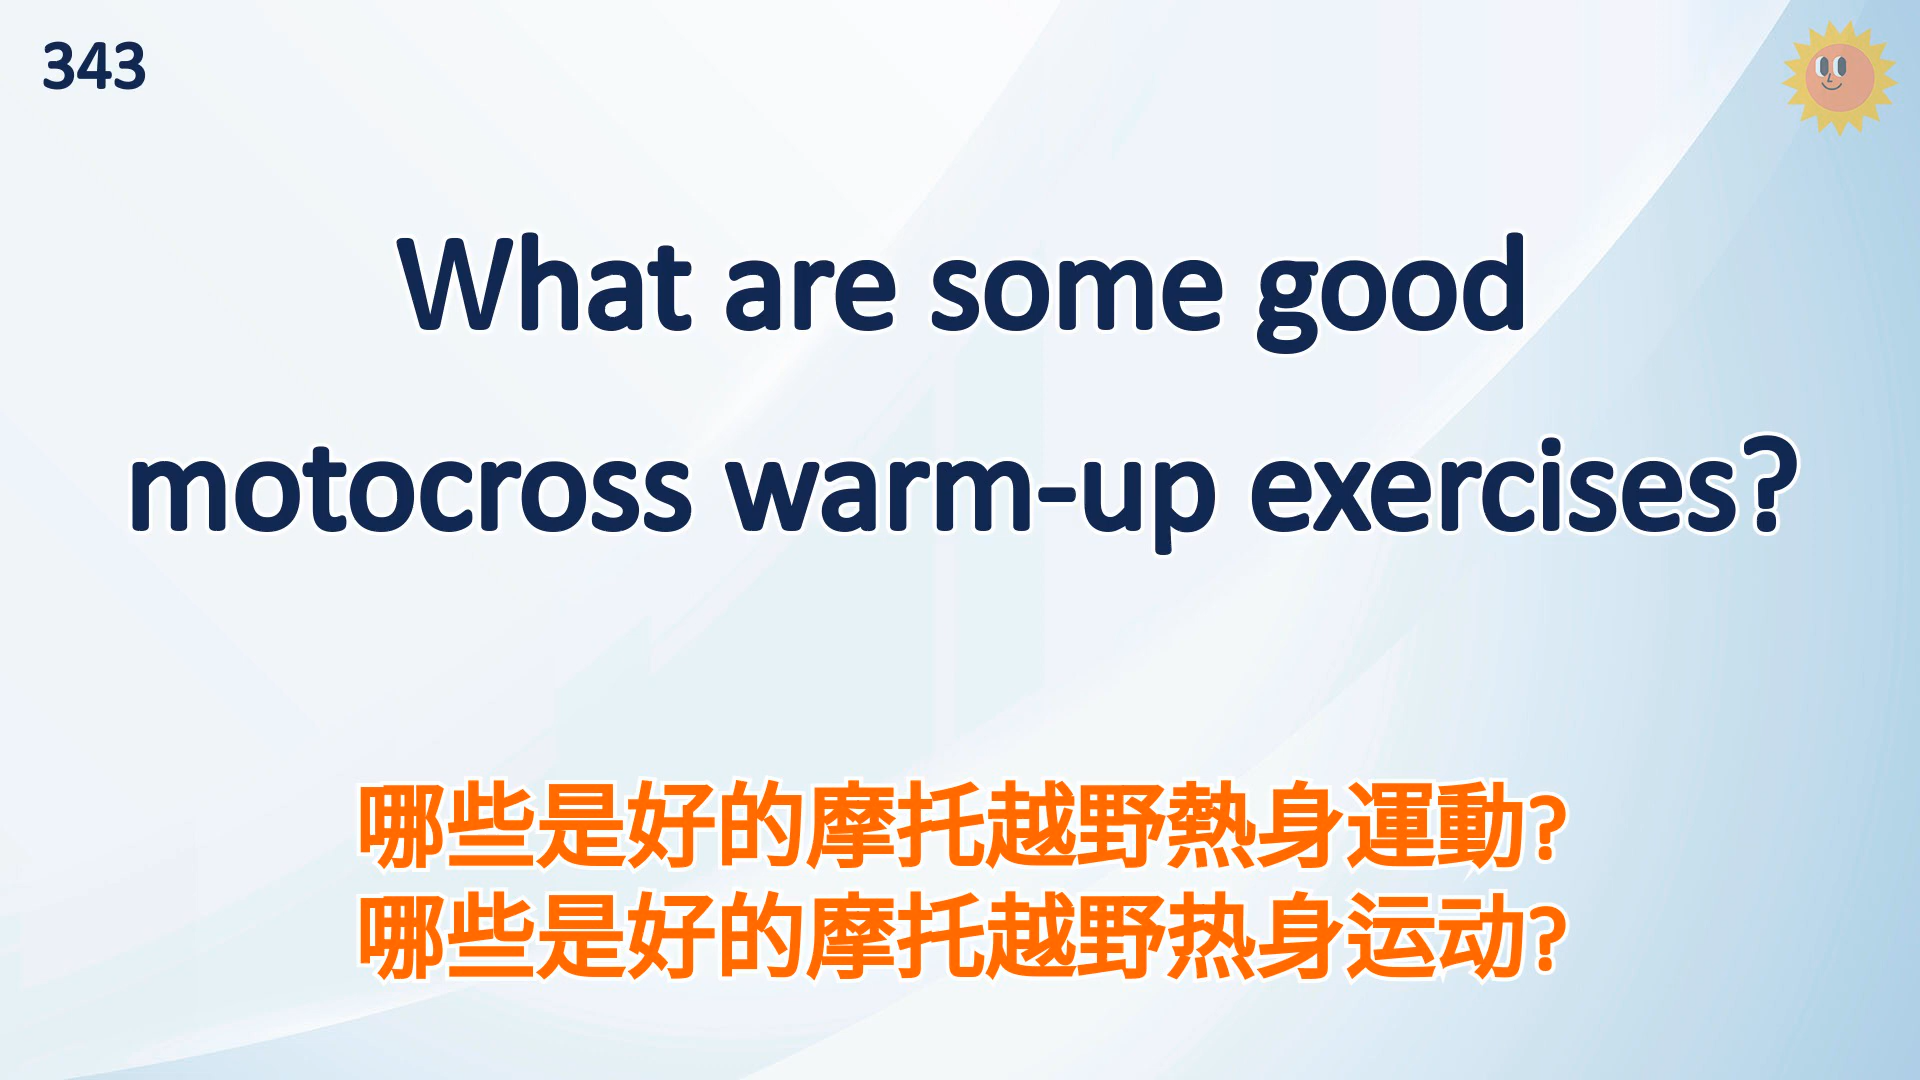 343
What are some good
motocross warm-up exercises?
哪些是好的摩托越野熱身運動?
哪些是好的摩托越野热身运动?